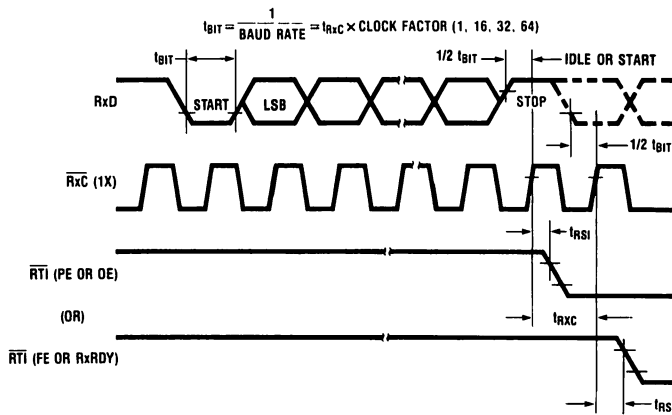 t_BIT = 1 / BAUD RATE = t_RxC × CLOCK FACTOR (1, 16, 32, 64)
t_BIT
1/2 t_BIT
IDLE OR START
RxD
START
LSB
STOP
1/2 t_BIT
R̅x̅C̅ (1X)
t_RSI
R̅T̅I̅ (PE OR OE)
(OR)
t_RXC
R̅T̅I̅ (FE OR RxRDY)
t_RS